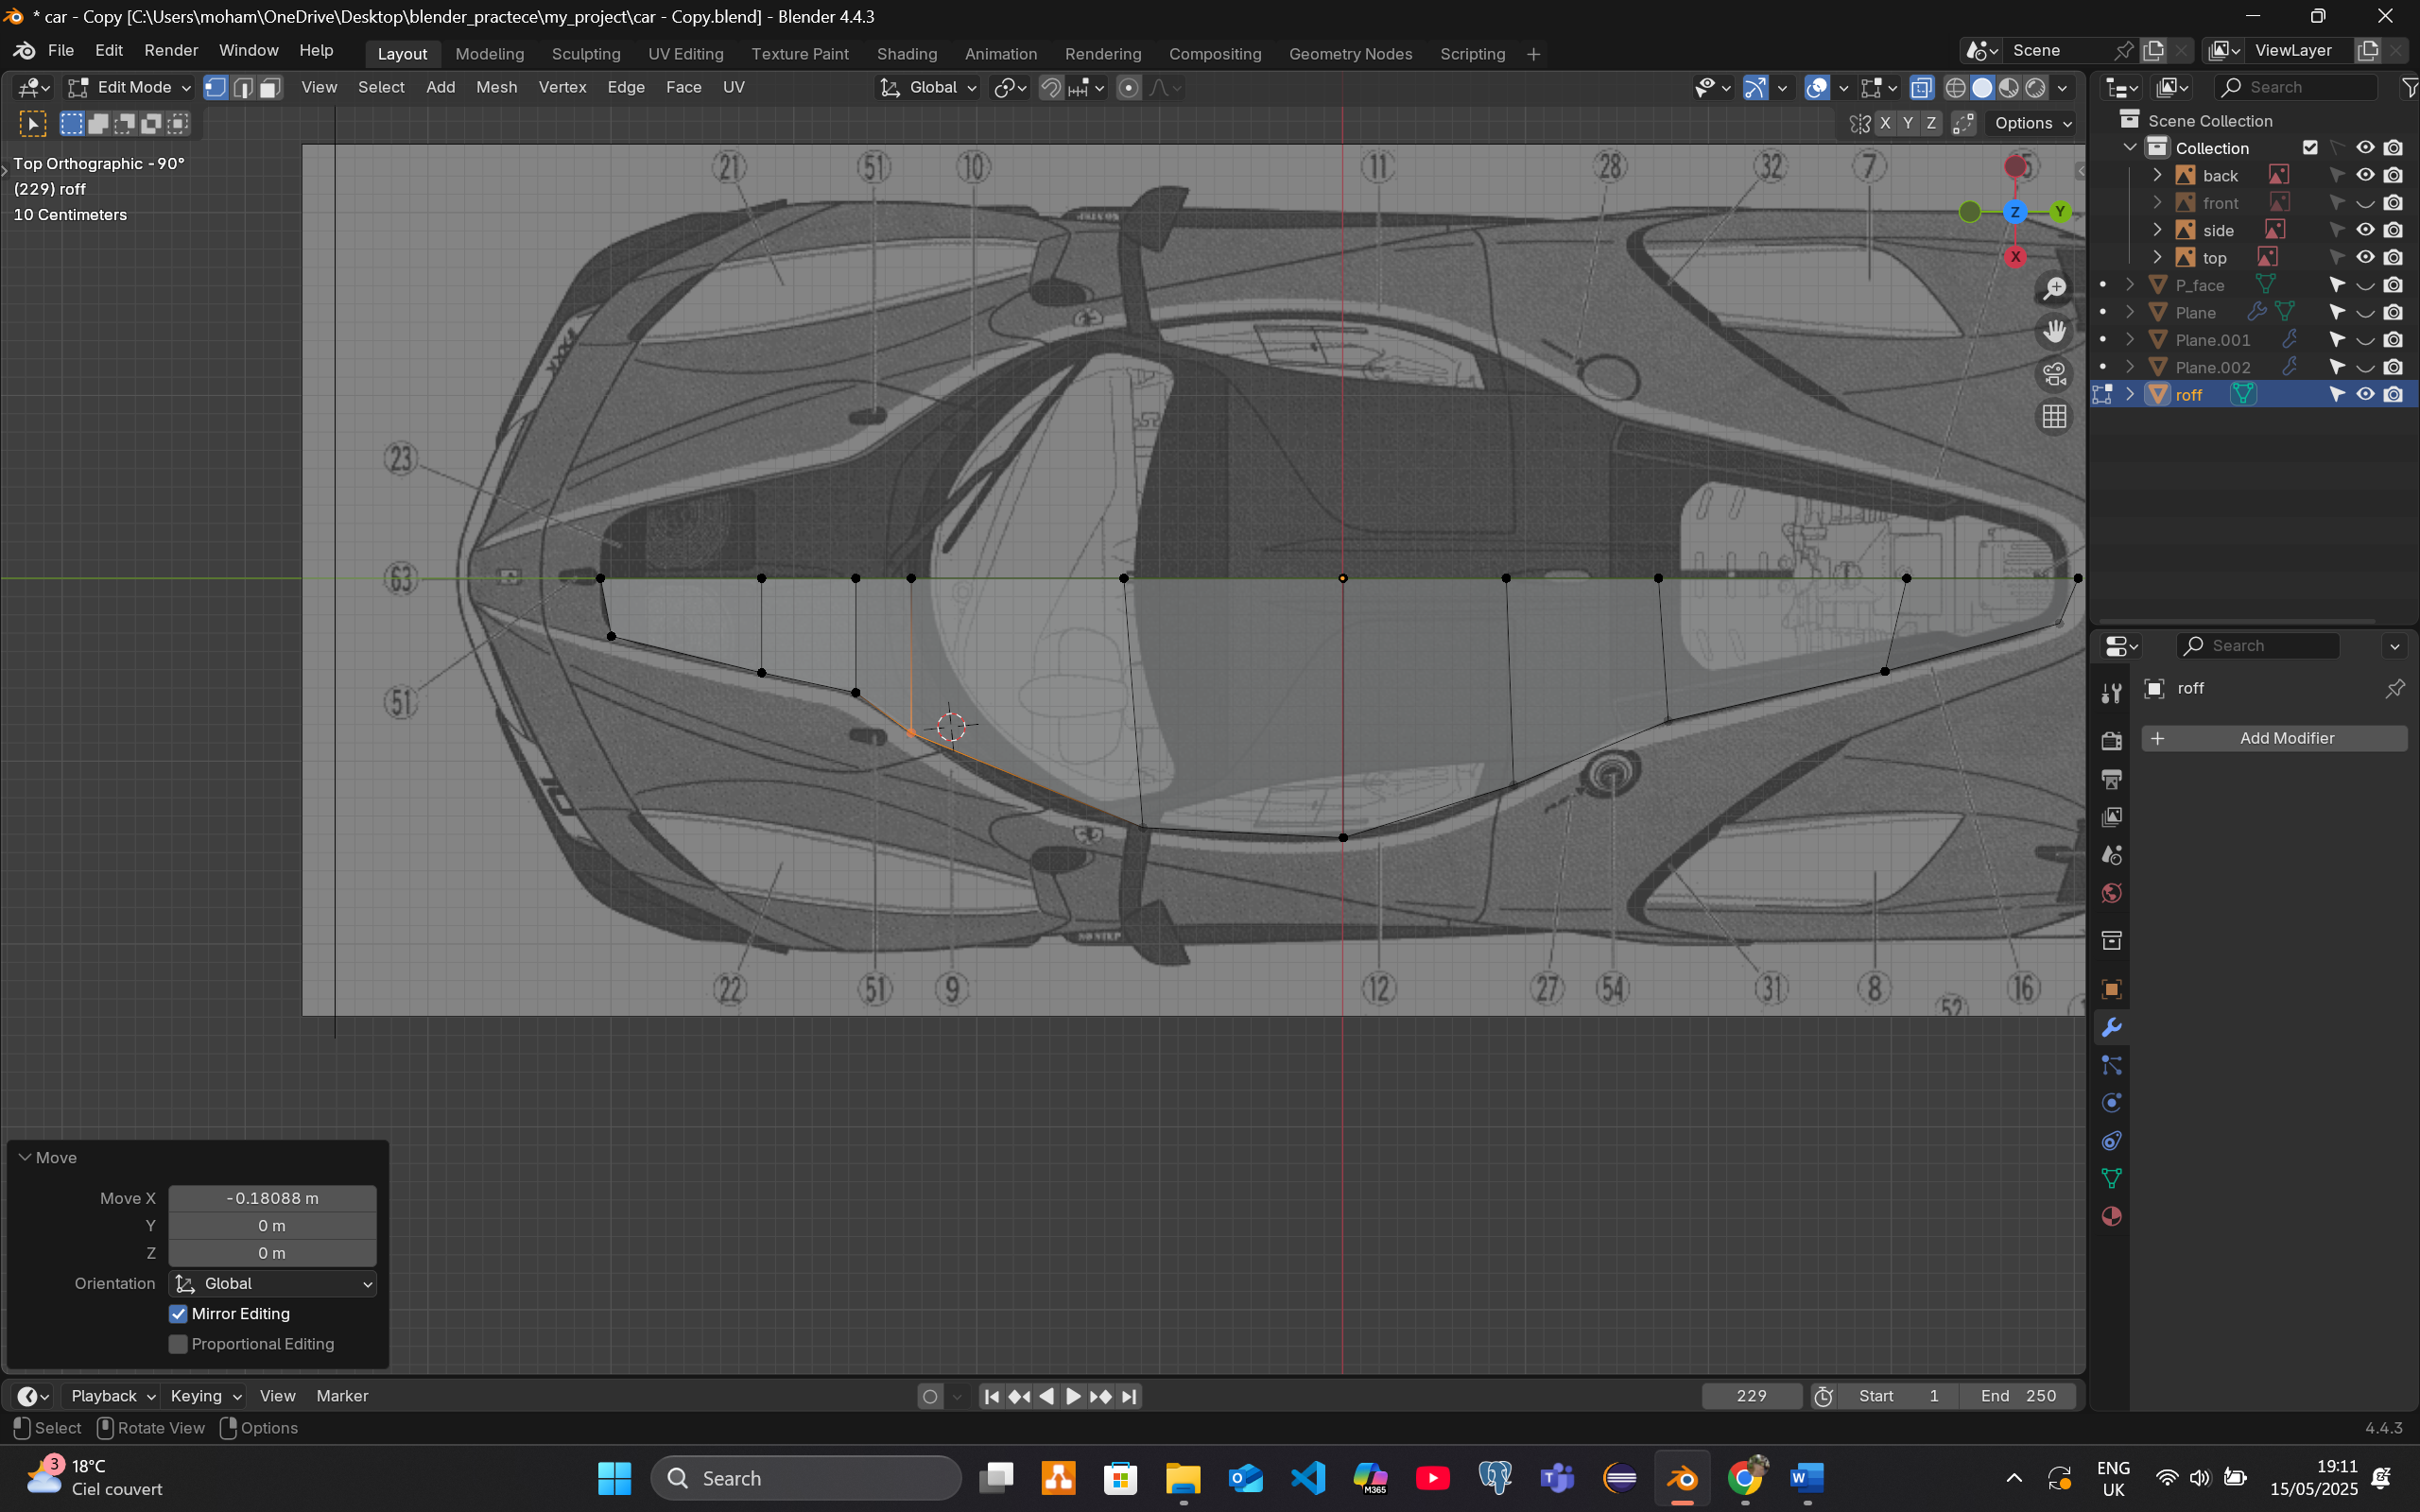 * car - Copy [C:\Users\moham\OneDrive\Desktop\blender_practece\my_project\car - Copy.blend] - Blender 4.4.3
File Edit Render Window Help Layout Modeling Sculpting UV Editing Texture Paint Shading Animation Rendering Compositing Geometry Nodes Scripting + Scene ViewLayer
Edit Mode View Select Add Mesh Vertex Edge Face UV Global Search
X Y Z Options
Scene Collection
Collection
back
front
side
top
P_face
Plane
Plane.001
Plane.002
roff
Top Orthographic -90°
(229) roff
10 Centimeters
21 51 10 11 28 32 7
Z Y
X
23
63
51
NO STEP
22 51 9 12 27 54 31 8 52 16
Search
roff
Add Modifier
Move
Move X -0.18088 m
Y 0 m
Z 0 m
Orientation Global
Mirror Editing
Proportional Editing
Playback Keying View Marker 229 Start 1 End 250
Select Rotate View Options 4.4.3
3 18°C
Ciel couvert
Search
M365
ENG
UK
19:11
15/05/2025